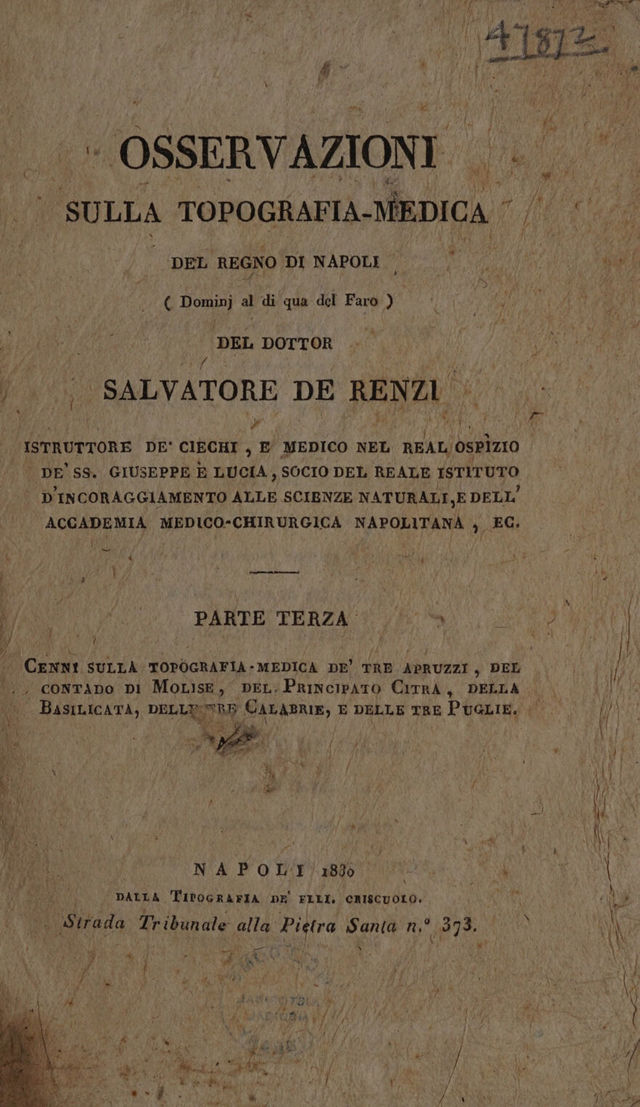 47872.
OSSERVAZIONI
SULLA TOPOGRAFIA-MEDICA
DEL REGNO DI NAPOLI
( Dominj al di qua del Faro )
DEL DOTTOR
SALVATORE DE RENZI
ISTRUTTORE DE' CIECHI , E MEDICO NEL REAL OSPIZIO
DE' SS. GIUSEPPE E LUCIA , SOCIO DEL REALE ISTITUTO
D'INCORAGGIAMENTO ALLE SCIENZE NATURALI, E DELL'
ACCADEMIA MEDICO-CHIRURGICA NAPOLITANA , EC.
PARTE TERZA
CENNI SULLA TOPOGRAFIA-MEDICA DE' TRE APRUZZI , DEL
CONTADO DI MOLISE, DEL PRINCIPATO CITRA , DELLA
BASILICATA, DELLE TRE CALABRIE, E DELLE TRE PUGLIE.
NAPOLI 1830
DALLA TIPOGRAFIA DE' FLLI. CRISCUOLO.
Strada Tribunale alla Pietra Santa n.° 373.